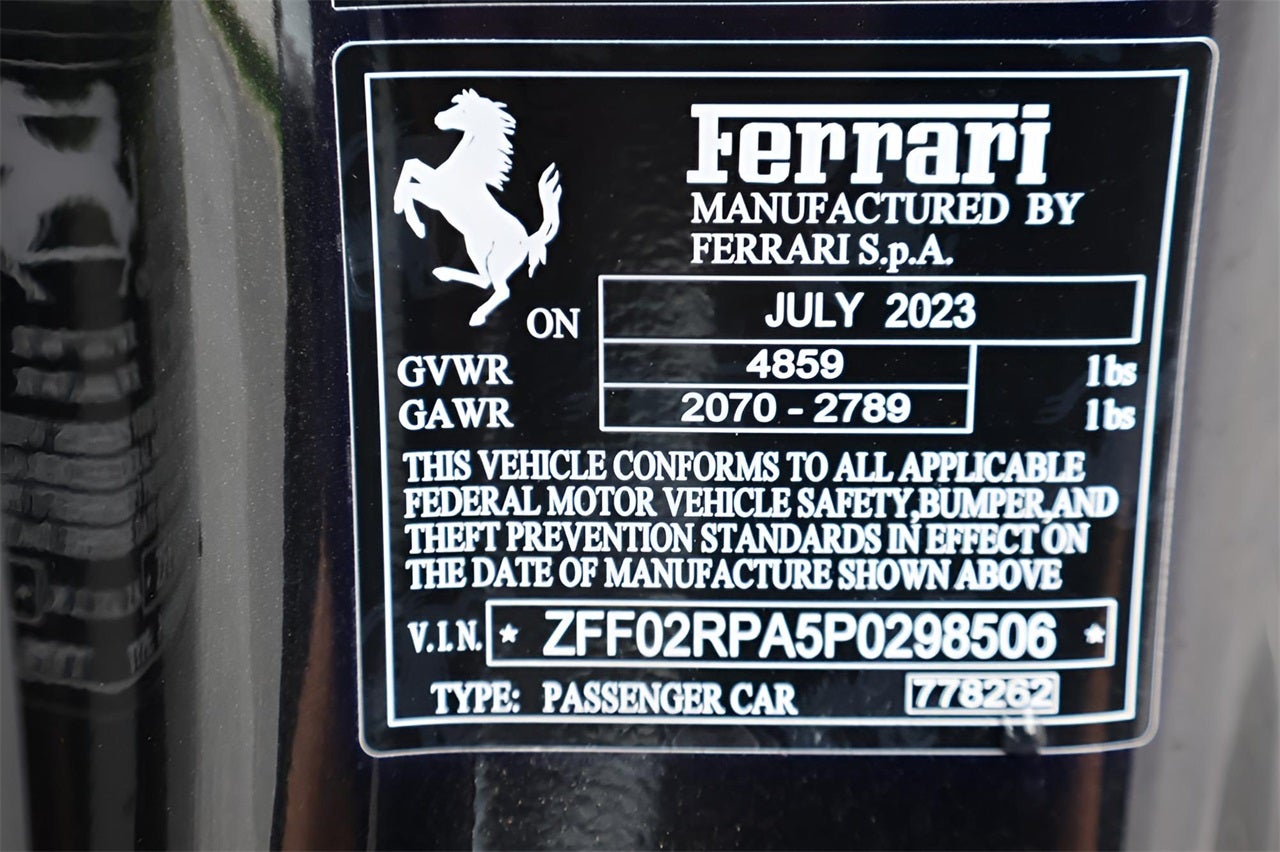 Ferrari
MANUFACTURED BY
FERRARI S.p.A.
ON JULY 2023
GVWR 4859 lbs
GAWR 2070 - 2789 lbs
THIS VEHICLE CONFORMS TO ALL APPLICABLE
FEDERAL MOTOR VEHICLE SAFETY,BUMPER,AND
THEFT PREVENTION STANDARDS IN EFFECT ON
THE DATE OF MANUFACTURE SHOWN ABOVE
V.I.N. * ZFF02RPA5P0298506 *
TYPE: PASSENGER CAR 778262